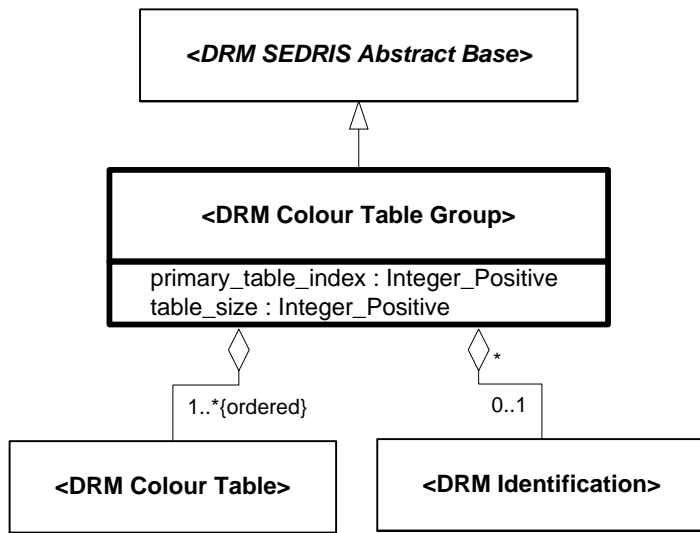 <DRM SEDRIS Abstract Base>
<DRM Colour Table Group>
primary_table_index : Integer_Positive
table_size : Integer_Positive
*
1..*{ordered}
0..1
<DRM Colour Table>
<DRM Identification>